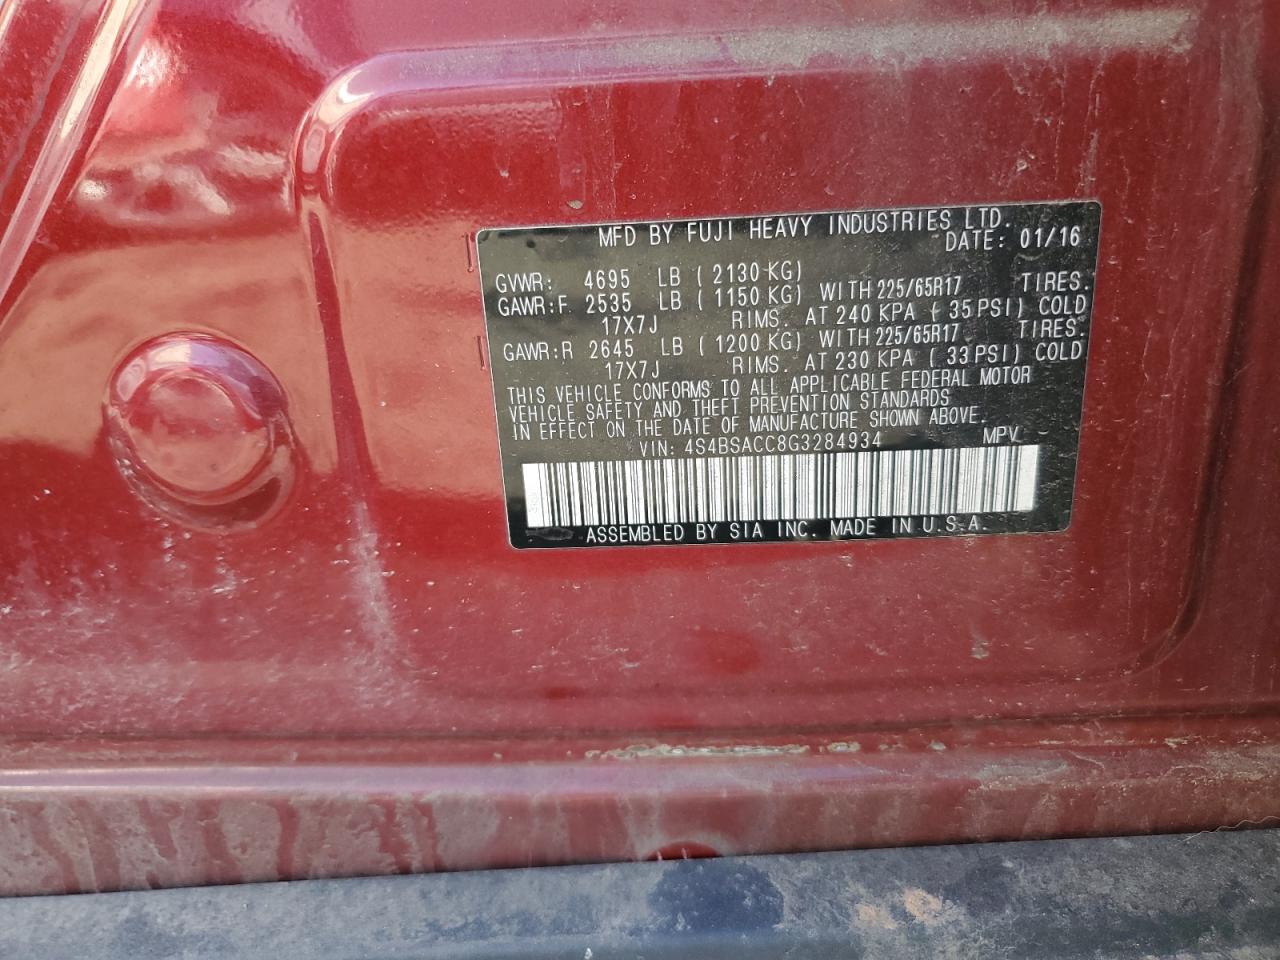 MFD BY FUJI HEAVY INDUSTRIES LTD.
DATE: 01/16
GVWR: 4695 LB (2130 KG)
GAWR:F 2535 LB (1150 KG) WITH 225/65R17 TIRES.
17X7J RIMS. AT 240 KPA (35 PSI) COLD
GAWR:R 2645 LB (1200 KG) WITH 225/65R17 TIRES.
17X7J RIMS. AT 230 KPA (33 PSI) COLD
THIS VEHICLE CONFORMS TO ALL APPLICABLE FEDERAL MOTOR
VEHICLE SAFETY AND THEFT PREVENTION STANDARDS
IN EFFECT ON THE DATE OF MANUFACTURE SHOWN ABOVE.
VIN: 4S4BSACC8G3284934 MPV
ASSEMBLED BY SIA INC. MADE IN U.S.A.